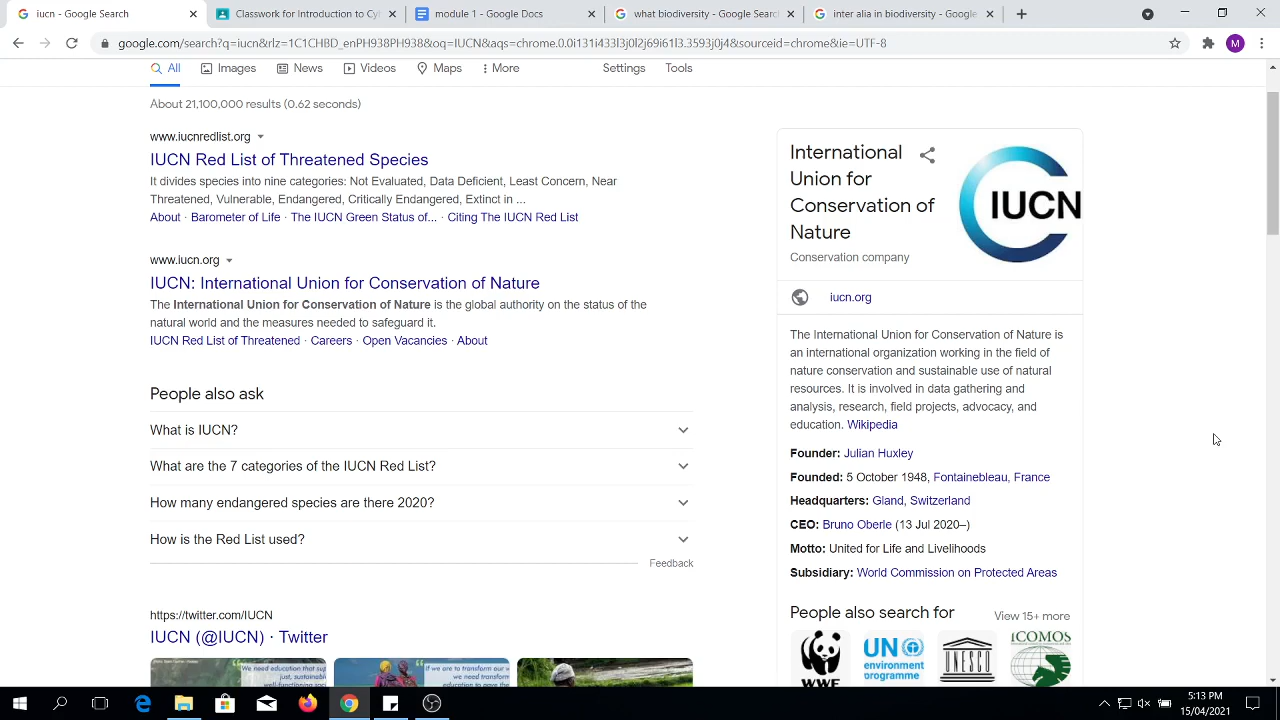 iucn - Google Search
Classwork for Introduction to Cyl
module 1 - Google Docs
what biodiversity - Google Searc
inter alia in biodiversity - Google
google.com/search?q=iucn&rlz=1C1CHBD_enPH938PH938&oq=IUCN&aqs=chrome.0.0i131i433l3j0l2j69i61l3.3593j0j4&sourceid=chrome&ie=UTF-8
M
All Images News Videos Maps More Settings Tools
About 21,100,000 results (0.62 seconds)
www.iucnredlist.org
IUCN Red List of Threatened Species
It divides species into nine categories: Not Evaluated, Data Deficient, Least Concern, Near
Threatened, Vulnerable, Endangered, Critically Endangered, Extinct in ...
About · Barometer of Life · The IUCN Green Status of... · Citing The IUCN Red List
www.iucn.org
IUCN: International Union for Conservation of Nature
The International Union for Conservation of Nature is the global authority on the status of the
natural world and the measures needed to safeguard it.
IUCN Red List of Threatened · Careers · Open Vacancies · About
People also ask
What is IUCN?
What are the 7 categories of the IUCN Red List?
How many endangered species are there 2020?
How is the Red List used?
Feedback
https://twitter.com/IUCN
IUCN (@IUCN) · Twitter
We need education that
just, sustainab
If we are to transform our w
International
Union for
Conservation of
Nature
IUCN
Conservation company
iucn.org
The International Union for Conservation of Nature is
an international organization working in the field of
nature conservation and sustainable use of natural
resources. It is involved in data gathering and
analysis, research, field projects, advocacy, and
education. Wikipedia
Founder: Julian Huxley
Founded: 5 October 1948, Fontainebleau, France
Headquarters: Gland, Switzerland
CEO: Bruno Oberle (13 Jul 2020–)
Motto: United for Life and Livelihoods
Subsidiary: World Commission on Protected Areas
People also search for
View 15+ more
WWF
UN
environment
programme
UNESCO
ICOMOS
5:13 PM
15/04/2021